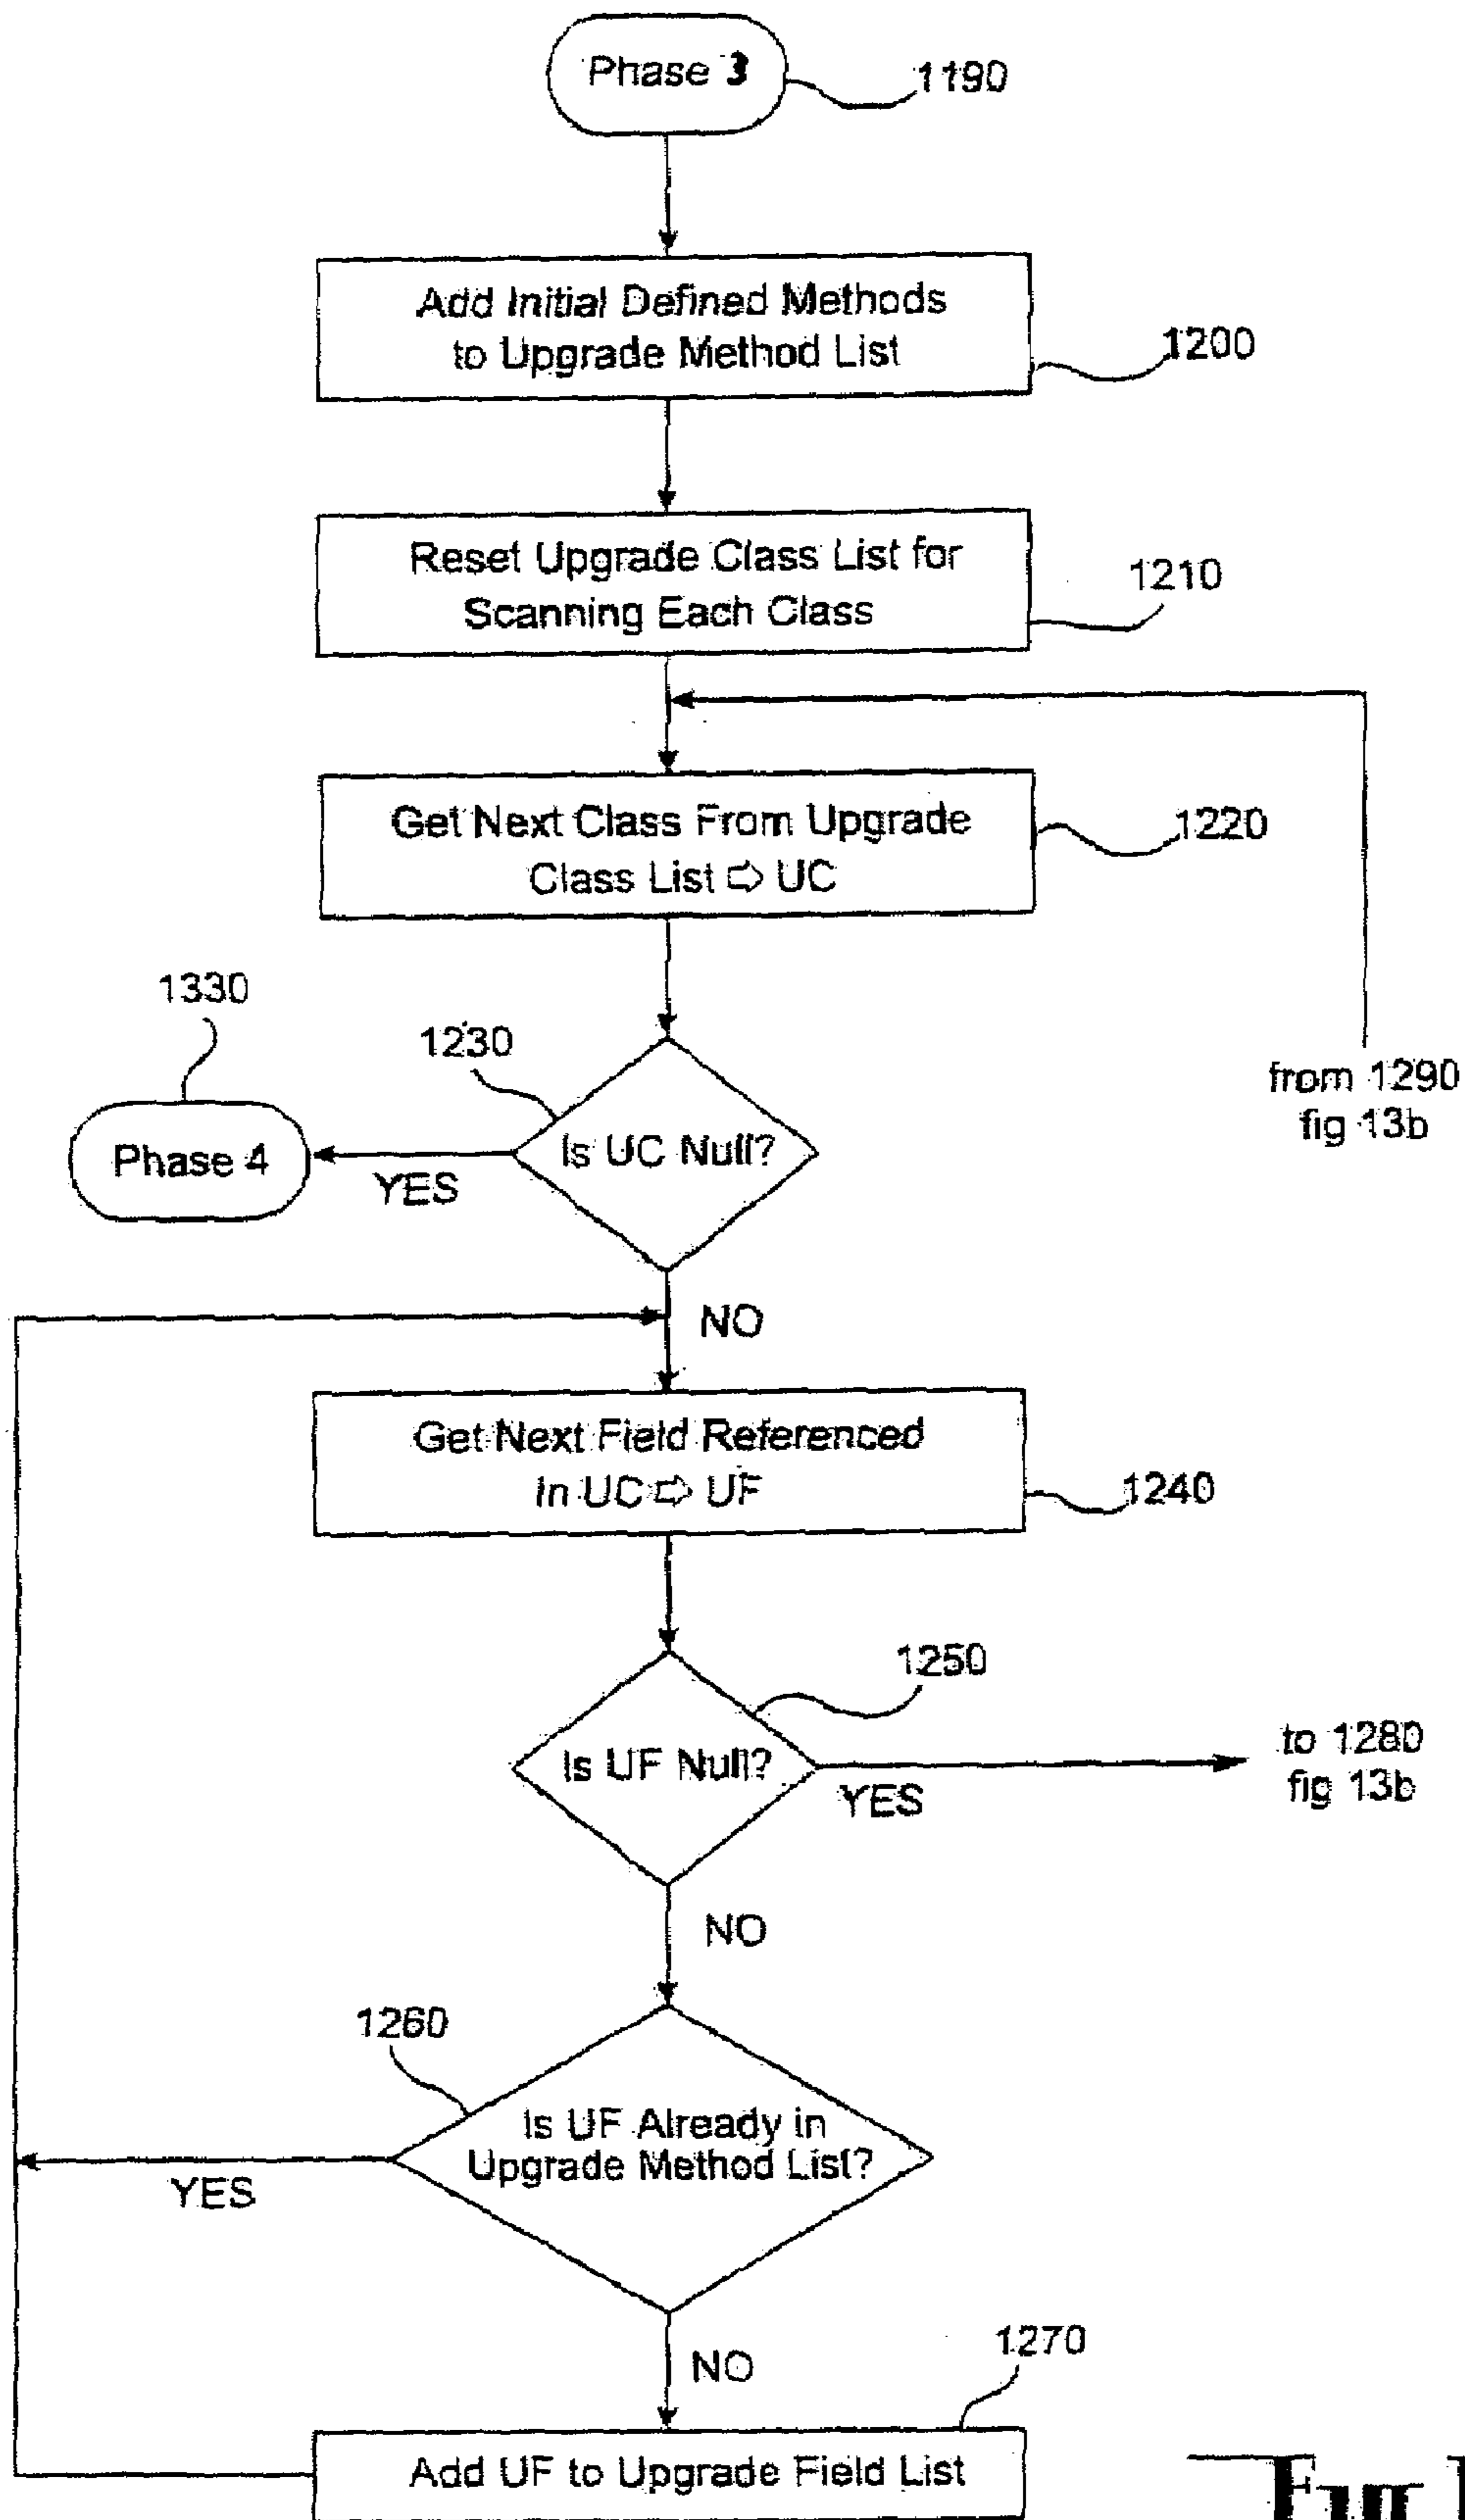 Phase 3
1190
Add Initial Defined Methods
to Upgrade Method List
1200
Reset Upgrade Class List for
Scanning Each Class
1210
Get Next Class From Upgrade
Class List ⇨ UC
1220
1330
1230
from 1290
fig 13b
Is UC Null?
Phase 4
YES
NO
Get Next Field Referenced
In UC ⇨ UF
1240
1250
to 1280
fig 13b
Is UF Null?
YES
NO
1260
Is UF Already in
Upgrade Method List?
YES
1270
NO
Add UF to Upgrade Field List